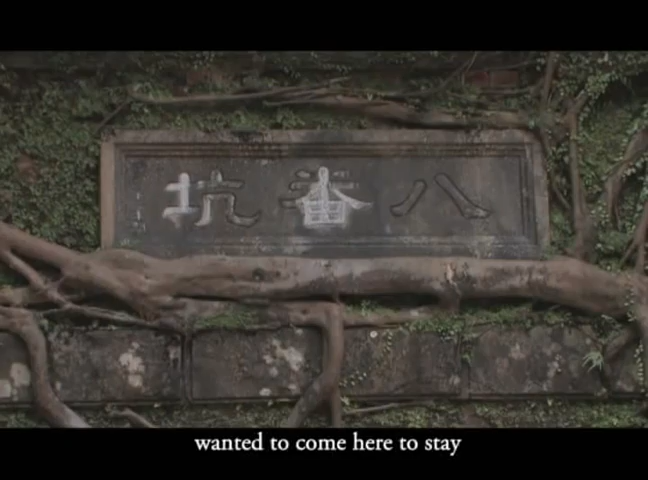 八番坑
wanted to come here to stay